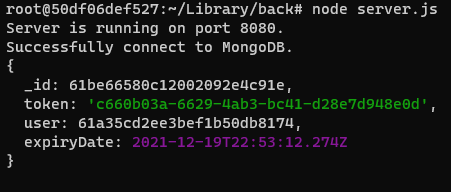 root@50df06def527:~/Library/back# node server.js
Server is running on port 8080.
Successfully connect to MongoDB.
{
  _id: 61be66580c12002092e4c91e,
  token: 'c660b03a-6629-4ab3-bc41-d28e7d948e0d',
  user: 61a35cd2ee3bef1b50db8174,
  expiryDate: 2021-12-19T22:53:12.274Z
}